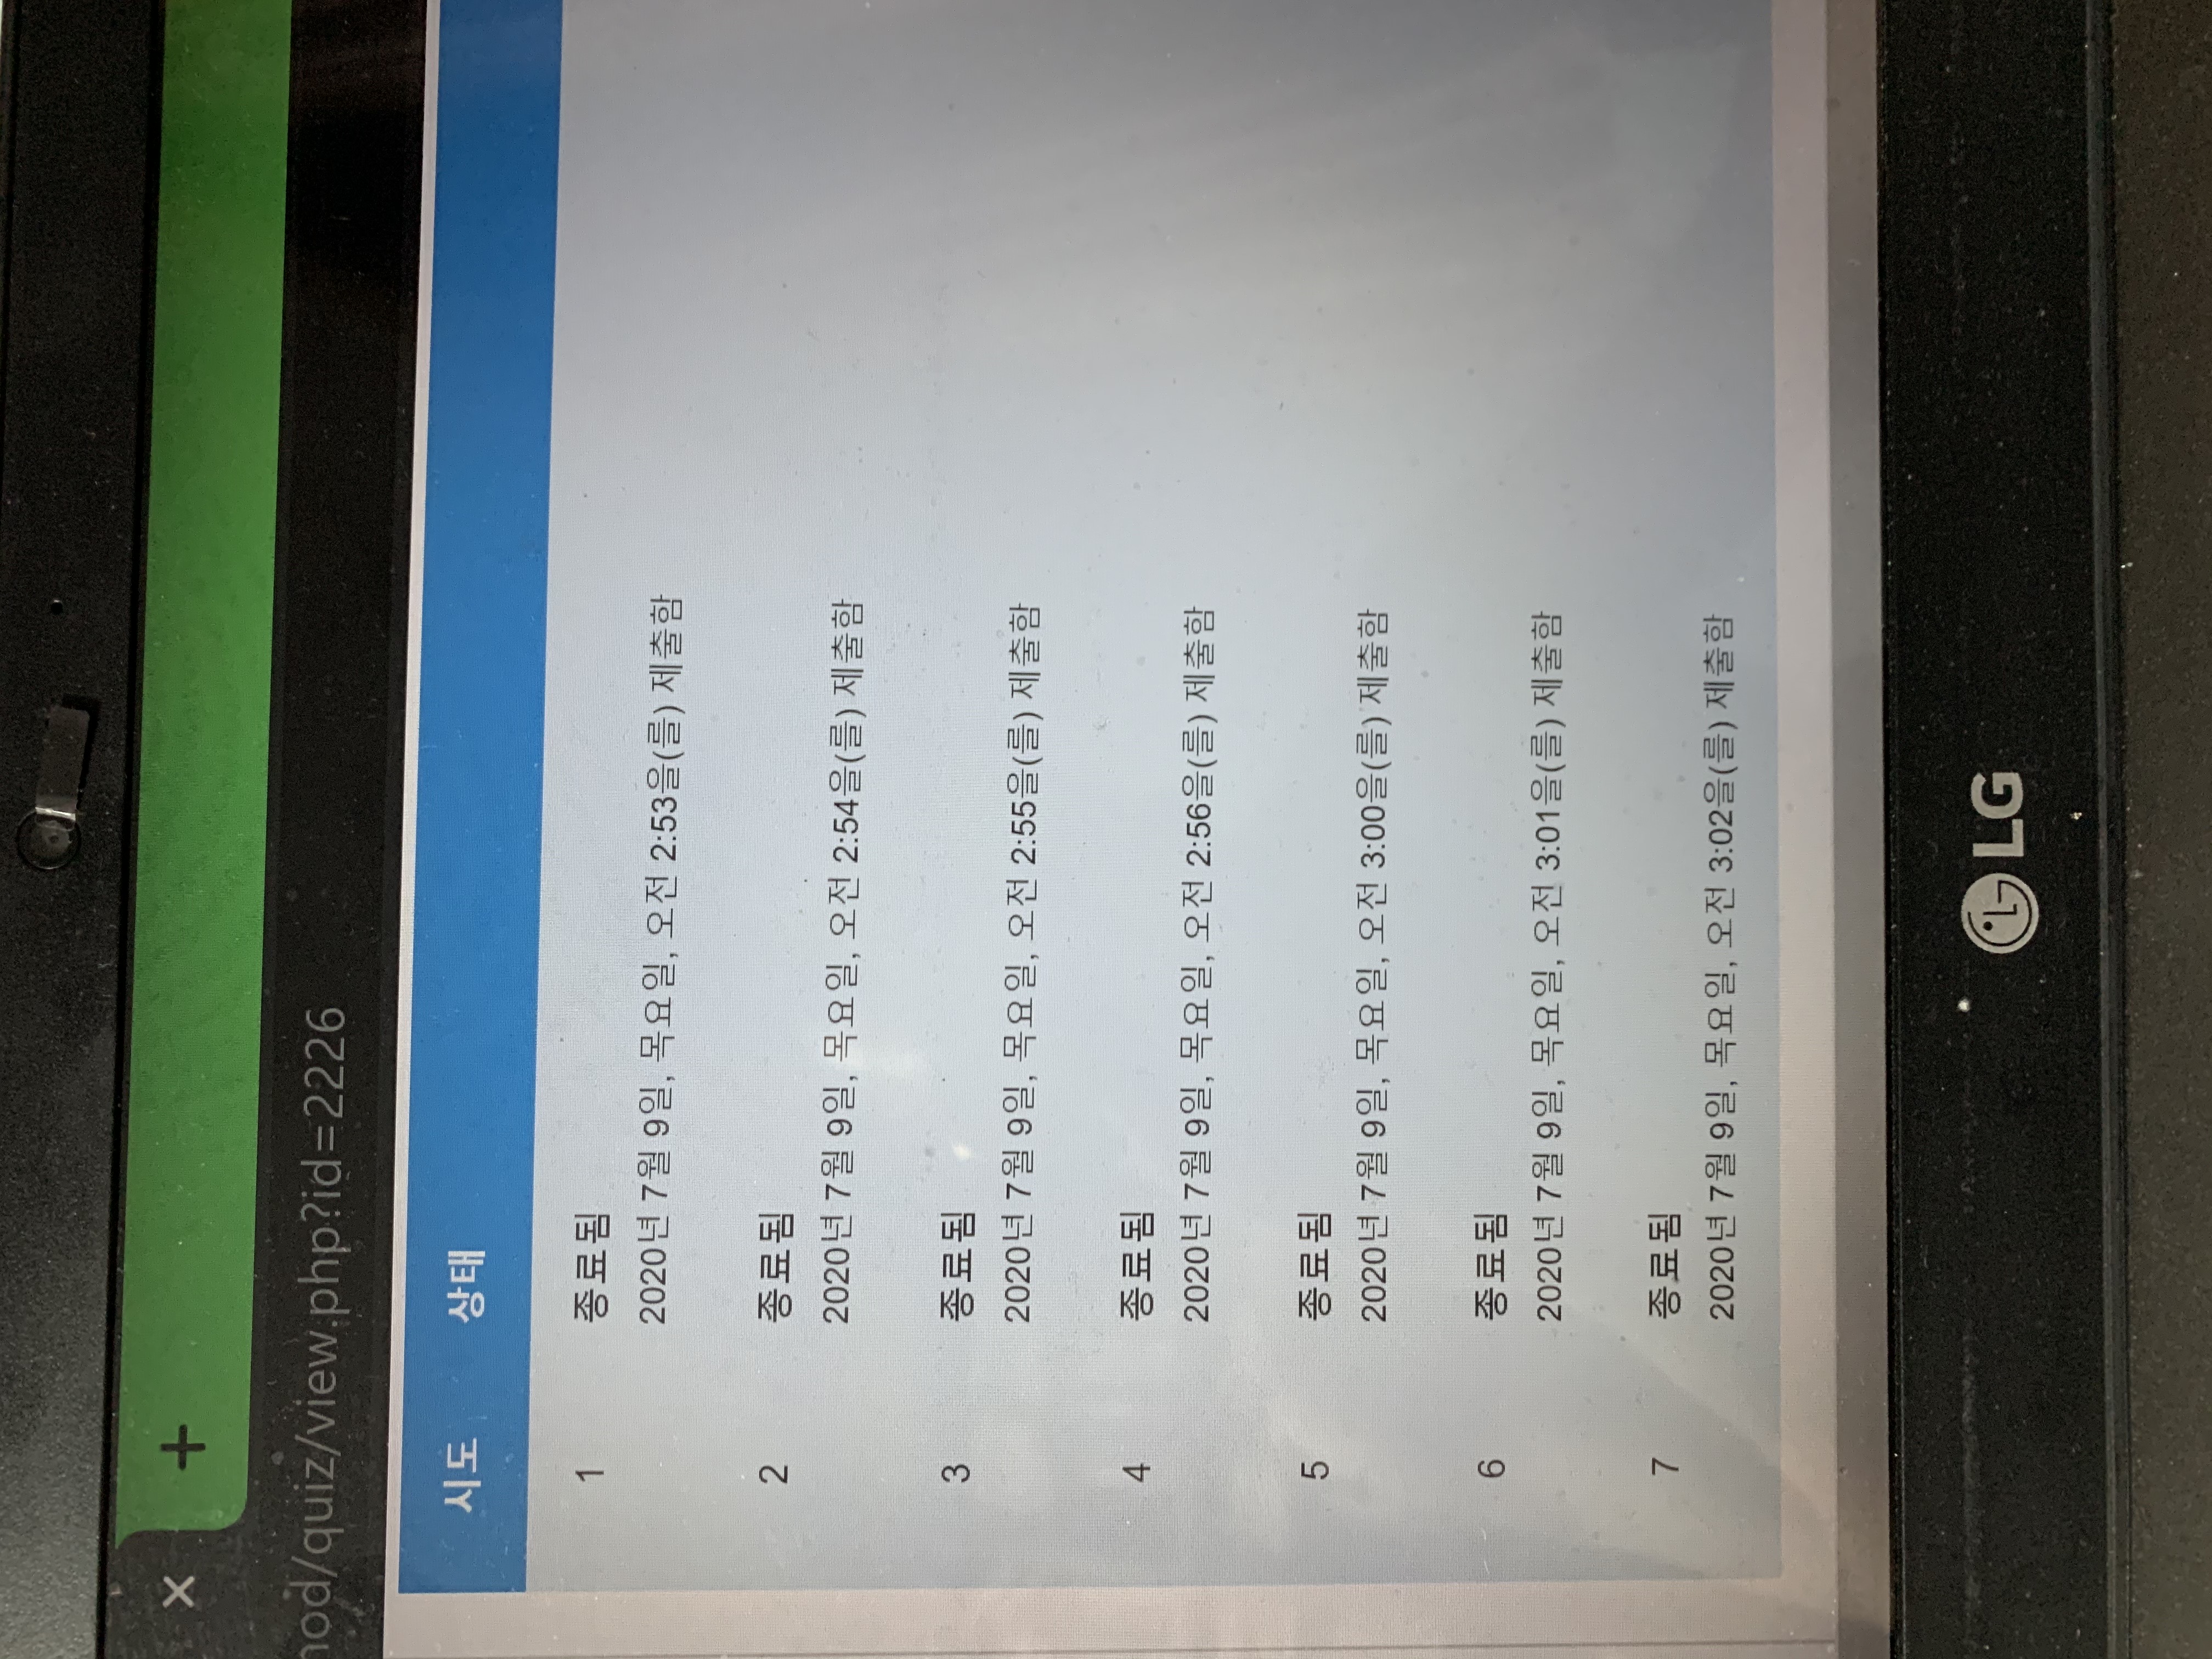 mod/quiz/view.php?id=2226
시도 상태
1 종료됨
2020년 7월 9일, 목요일, 오전 2:53을(를) 제출함
2 종료됨
2020년 7월 9일, 목요일, 오전 2:54을(를) 제출함
3 종료됨
2020년 7월 9일, 목요일, 오전 2:55을(를) 제출함
4 종료됨
2020년 7월 9일, 목요일, 오전 2:56을(를) 제출함
5 종료됨
2020년 7월 9일, 목요일, 오전 3:00을(를) 제출함
6 종료됨
2020년 7월 9일, 목요일, 오전 3:01을(를) 제출함
7 종료됨
2020년 7월 9일, 목요일, 오전 3:02을(를) 제출함
LG